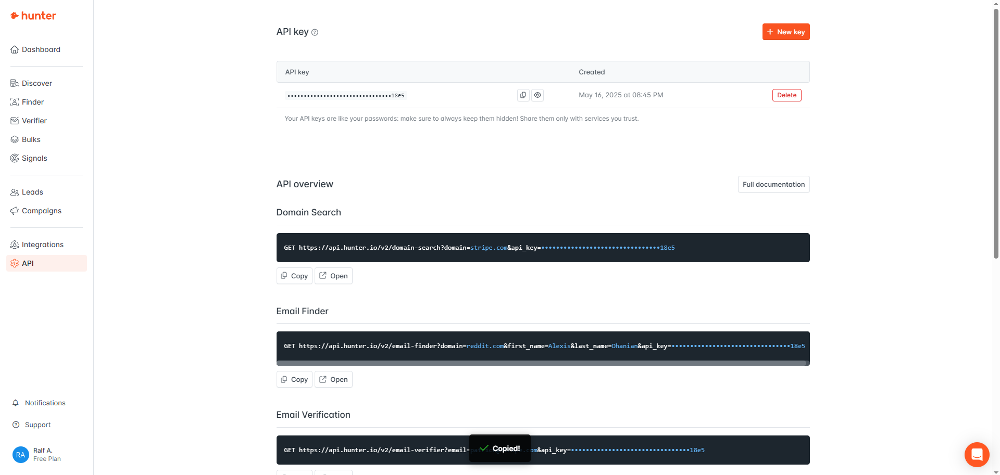 hunter
Dashboard
Discover
Finder
Verifier
Bulks
Signals
Leads
Campaigns
Integrations
API
Notifications
Support
RA
Ralf A.
Free Plan
API key
New key
API key Created
•••••••••••••••••••••••••••••••18e5 May 16, 2025 at 08:45 PM Delete
Your API keys are like your passwords: make sure to always keep them hidden! Share them only with services you trust.
API overview
Full documentation
Domain Search
GET https://api.hunter.io/v2/domain-search?domain=stripe.com&api_key=••••••••••••••••••••••••••••••••18e5
Copy Open
Email Finder
GET https://api.hunter.io/v2/email-finder?domain=reddit.com&first_name=Alexis&last_name=Ohanian&api_key=••••••••••••••••••••••••••••••••18e5
Copy Open
Email Verification
GET https://api.hunter.io/v2/email-verifier?email= om&api_key=••••••••••••••••••••••••••••••••18e5
Copied!